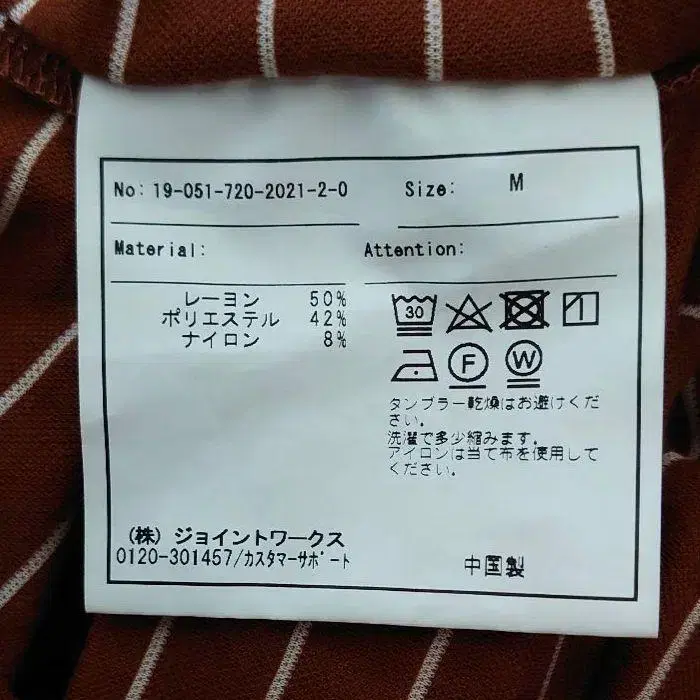 No: 19-051-720-2021-2-0 Size: M
Material: Attention:
レーヨン 50%
ポリエステル 42%
ナイロン 8%
30
F W
タンブラー乾燥はお避けくだ
さい。
洗濯で多少縮みます。
アイロンは当て布を使用して
ください。
(株) ジョイントワークス
0120-301457/カスタマーサポート
中国製